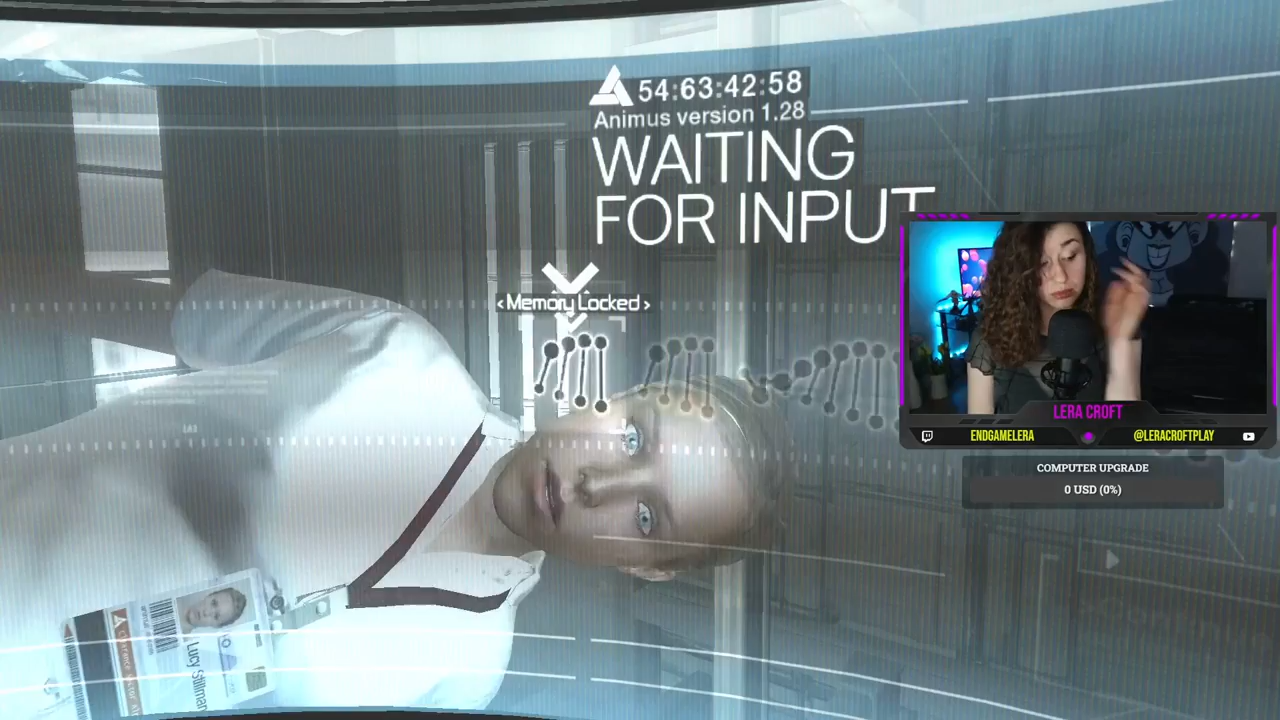 54:63:42:58
Animus version 1.28
WAITING
FOR INPUT
< Memory Locked >
LERA CROFT
ENDGAMELERA
@LERACROFTPLAY
COMPUTER UPGRADE
0 USD (0%)
Lucy Stillman